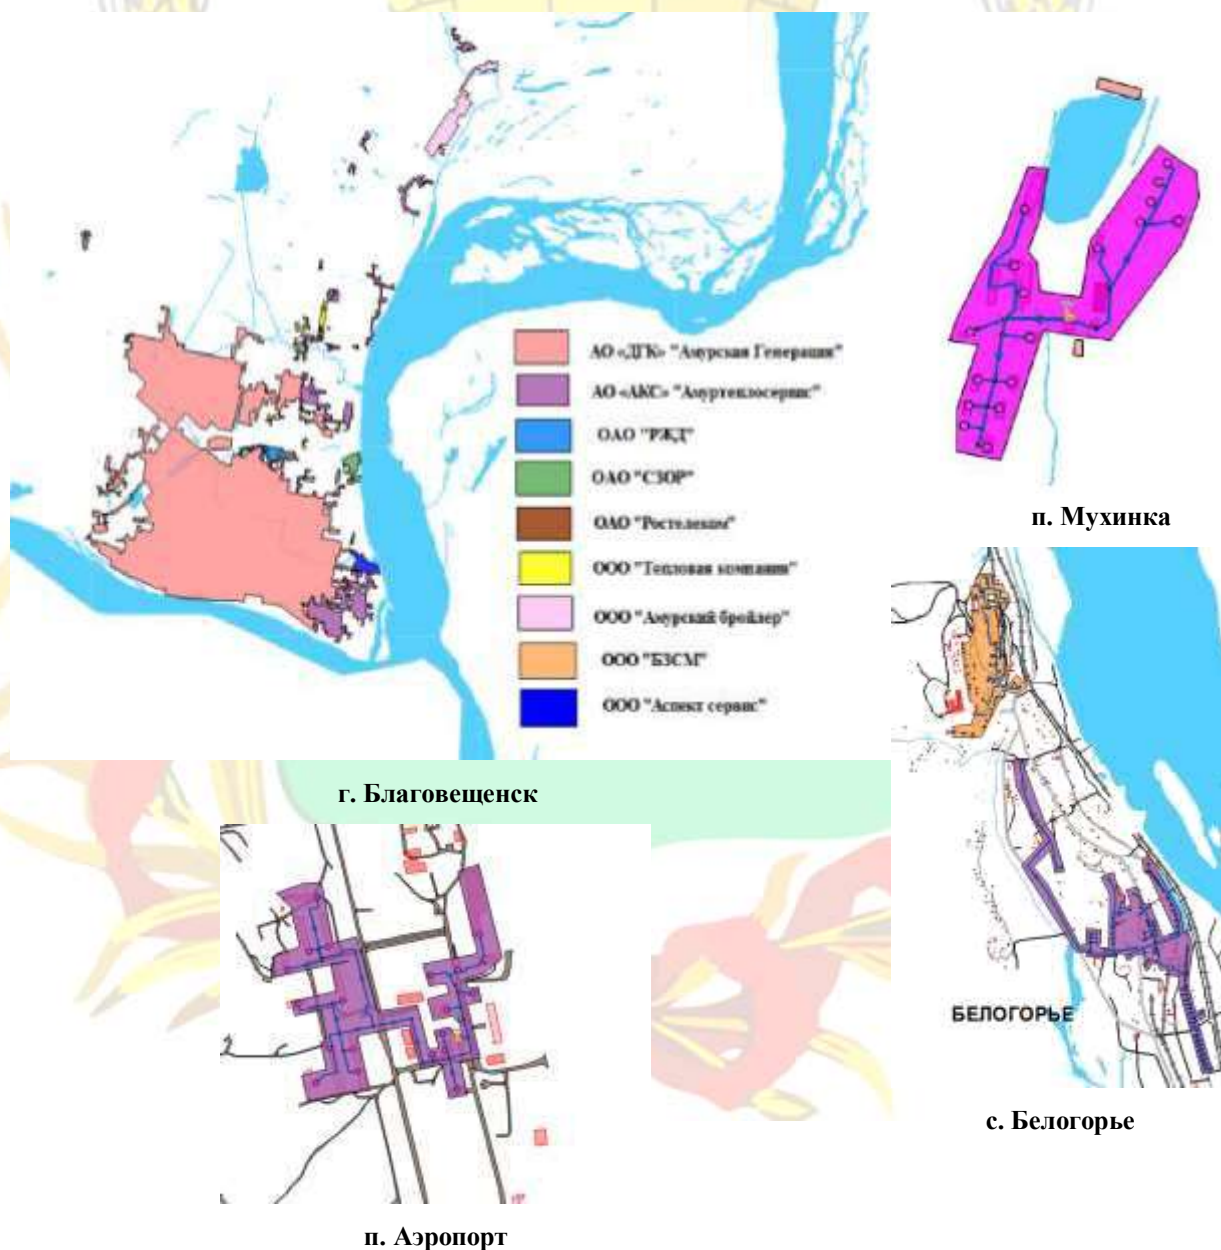 АО «ДГК» "Амурская Генерация"
АО «АКС» "Амуртеплосервис"
ОАО "РЖД"
ОАО "СЗОР"
ОАО "Ростелеком"
ООО "Тепловая компания"
ООО "Амурский бройлер"
ООО "БЗСМ"
ООО "Аспект сервис"
п. Мухинка
г. Благовещенск
БЕЛОГОРЬЕ
с. Белогорье
п. Аэропорт